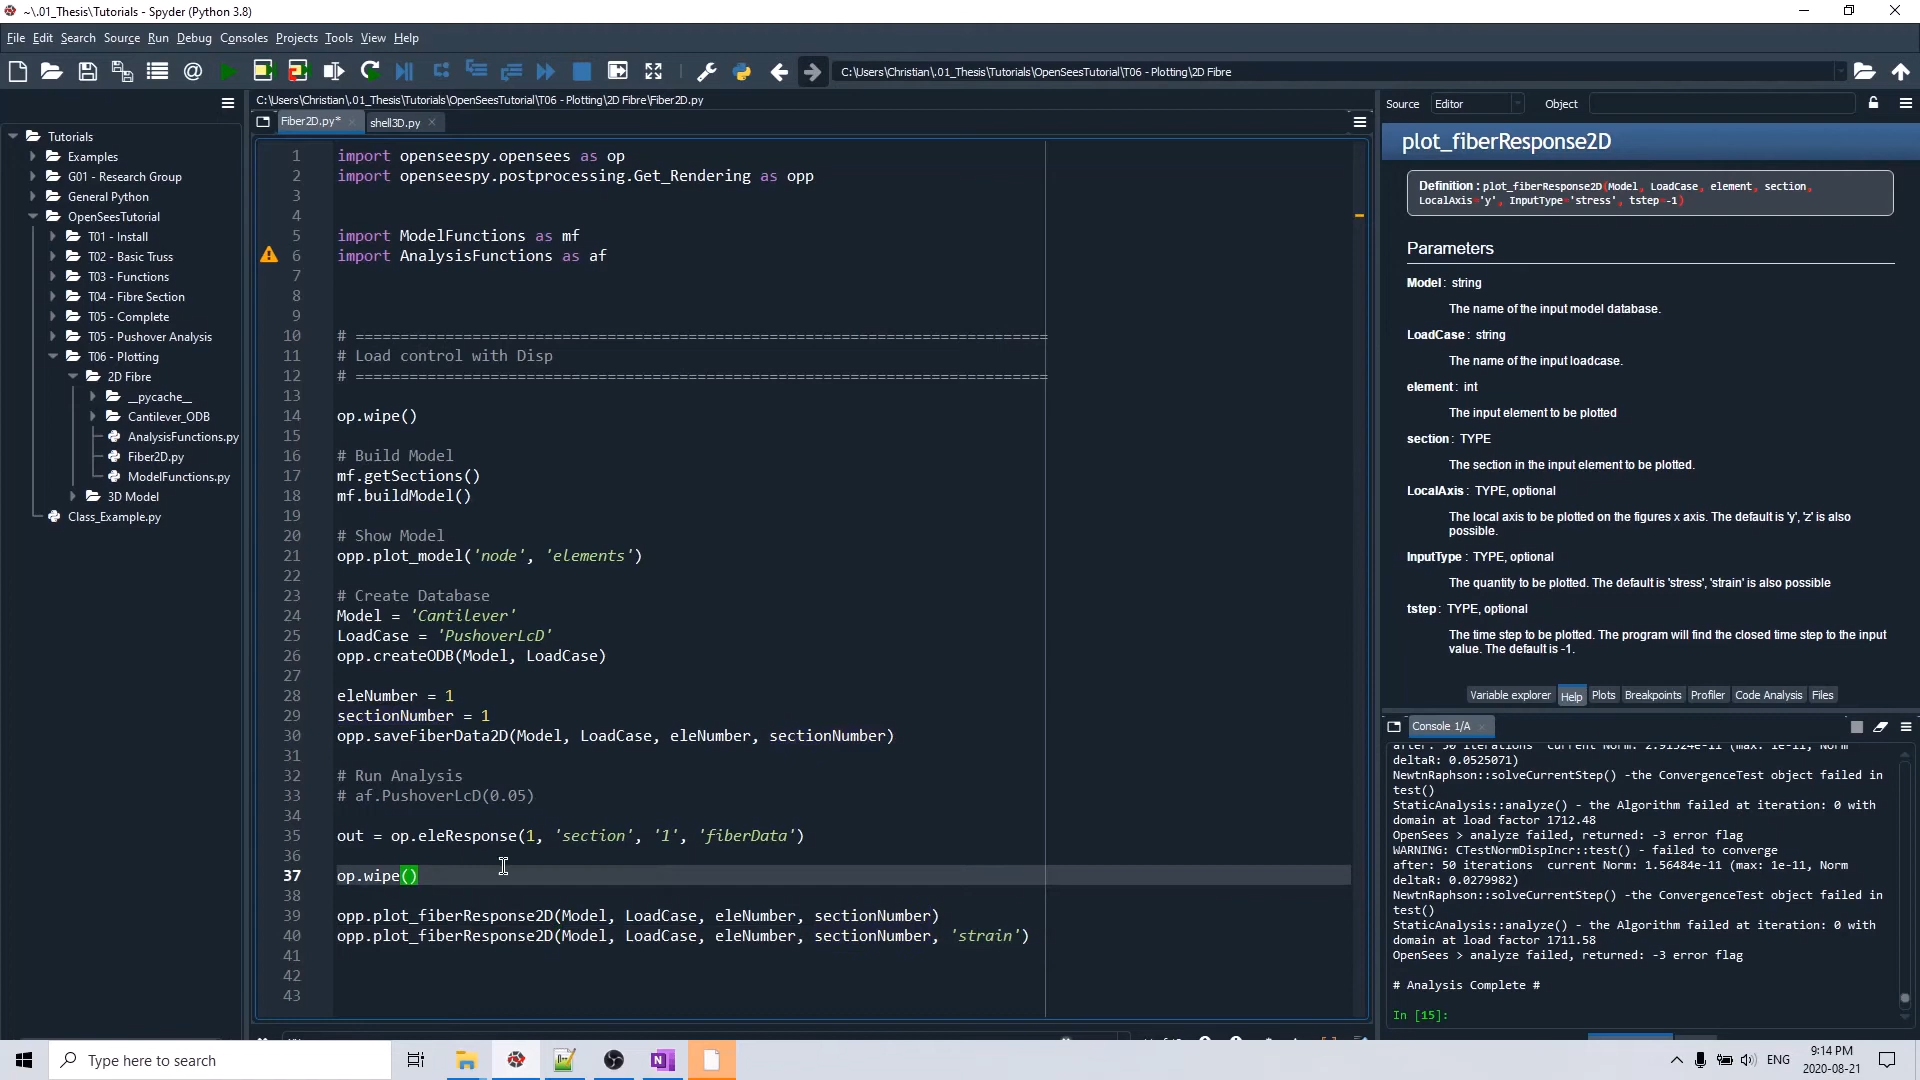 ~\.01_Thesis\Tutorials - Spyder (Python 3.8)
File Edit Search Source Run Debug Consoles Projects Tools View Help
C:\Users\Christian\.01_Thesis\Tutorials\OpenSeesTutorial\T06 - Plotting\2D Fibre
Tutorials
Examples
G01 - Research Group
General Python
OpenSeesTutorial
T01 - Install
T02 - Basic Truss
T03 - Functions
T04 - Fibre Section
T05 - Complete
T05 - Pushover Analysis
T06 - Plotting
2D Fibre
__pycache__
Cantilever_ODB
AnalysisFunctions.py
Fiber2D.py
ModelFunctions.py
3D Model
Class_Example.py
C:\Users\Christian\.01_Thesis\Tutorials\OpenSeesTutorial\T06 - Plotting\2D Fibre\Fiber2D.py
Fiber2D.py* shell3D.py
1 import openseespy.opensees as op
2 import openseespy.postprocessing.Get_Rendering as opp
3
4
5 import ModelFunctions as mf
6 import AnalysisFunctions as af
7
8
9
10 # =============================================================================
11 # Load control with Disp
12 # =============================================================================
13
14 op.wipe()
15
16 # Build Model
17 mf.getSections()
18 mf.buildModel()
19
20 # Show Model
21 opp.plot_model('node', 'elements')
22
23 # Create Database
24 Model = 'Cantilever'
25 LoadCase = 'PushoverLcD'
26 opp.createODB(Model, LoadCase)
27
28 eleNumber = 1
29 sectionNumber = 1
30 opp.saveFiberData2D(Model, LoadCase, eleNumber, sectionNumber)
31
32 # Run Analysis
33 # af.PushoverLcD(0.05)
34
35 out = op.eleResponse(1, 'section', '1', 'fiberData')
36
37 op.wipe()
38
39 opp.plot_fiberResponse2D(Model, LoadCase, eleNumber, sectionNumber)
40 opp.plot_fiberResponse2D(Model, LoadCase, eleNumber, sectionNumber, 'strain')
41
42
43
Source Editor Object
plot_fiberResponse2D
Definition : plot_fiberResponse2D(Model, LoadCase, element, section,
LocalAxis='y', InputType='stress', tstep=-1)
Parameters
Model : string
The name of the input model database.
LoadCase : string
The name of the input loadcase.
element : int
The input element to be plotted
section : TYPE
The section in the input element to be plotted.
LocalAxis : TYPE, optional
The local axis to be plotted on the figures x axis. The default is 'y', 'z' is also
possible.
InputType : TYPE, optional
The quantity to be plotted. The default is 'stress', 'strain' is also possible
tstep : TYPE, optional
The time step to be plotted. The program will find the closed time step to the input
value. The default is -1.
Variable explorer Help Plots Breakpoints Profiler Code Analysis Files
Console 1/A
after: 50 iterations current Norm: 2.91524e-11 (max: 1e-11, Norm
deltaR: 0.0525071)
NewtnRaphson::solveCurrentStep() -the ConvergenceTest object failed in
test()
StaticAnalysis::analyze() - the Algorithm failed at iteration: 0 with
domain at load factor 1712.48
OpenSees > analyze failed, returned: -3 error flag
WARNING: CTestNormDispIncr::test() - failed to converge
after: 50 iterations current Norm: 1.56484e-11 (max: 1e-11, Norm
deltaR: 0.0279982)
NewtnRaphson::solveCurrentStep() -the ConvergenceTest object failed in
test()
StaticAnalysis::analyze() - the Algorithm failed at iteration: 0 with
domain at load factor 1711.58
OpenSees > analyze failed, returned: -3 error flag
# Analysis Complete #
In [15]:
Type here to search
ENG
9:14 PM
2020-08-21